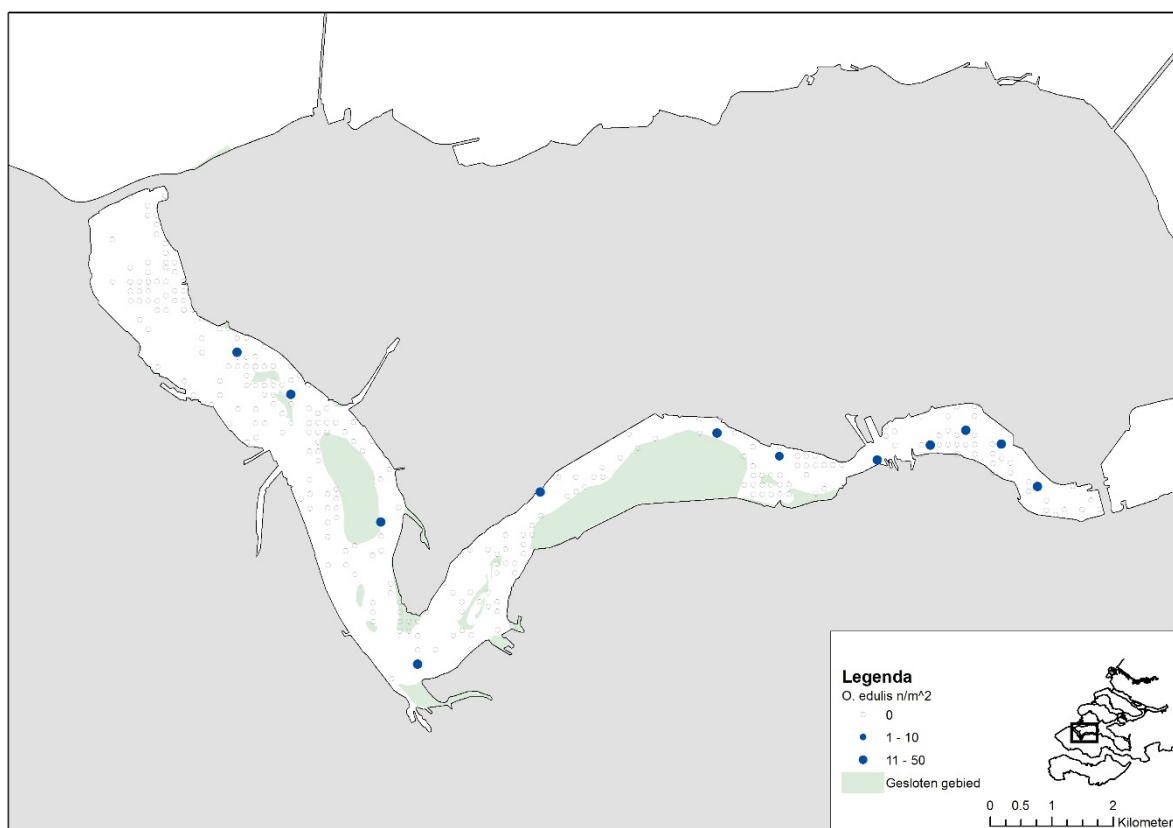 Legenda
O. edulis n/m^2
0
1 - 10
11 - 50
Gesloten gebied
0 0.5 1 2
Kilometer